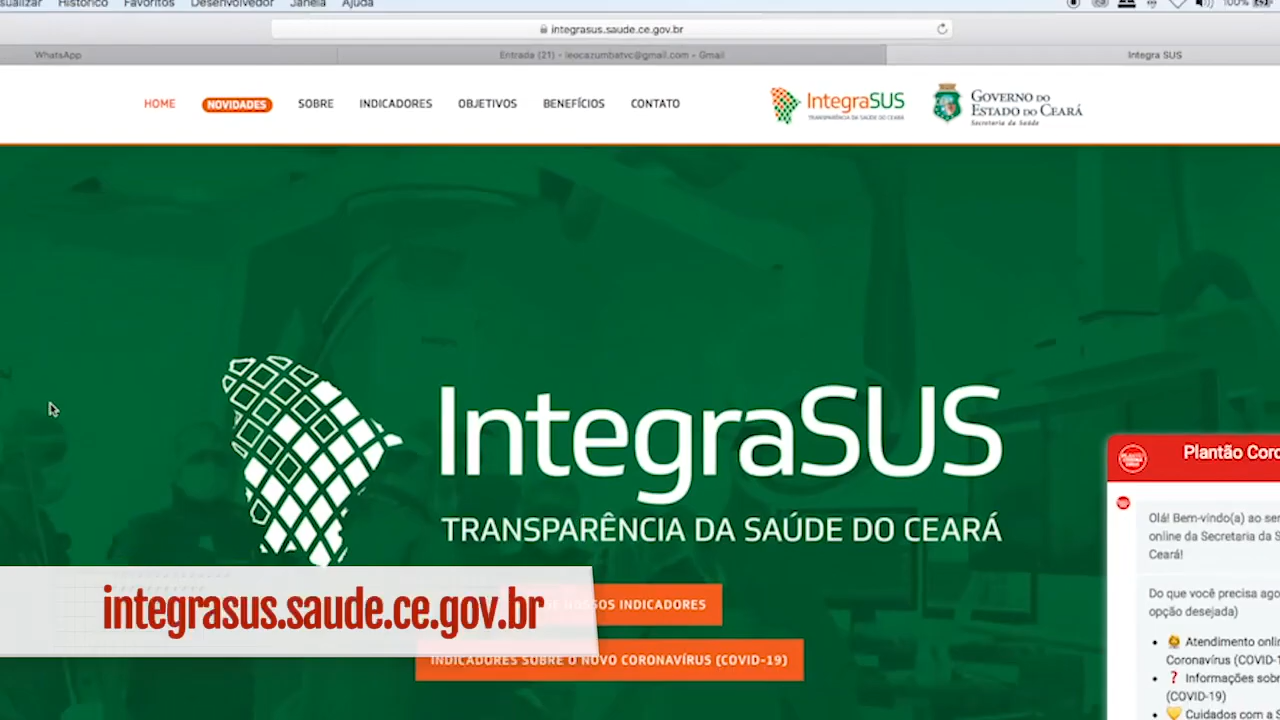 Histórico Favoritos Desenvolvedor Janela Ajuda 100%
integrasus.saude.ce.gov.br
WhatsApp
Entrada (21) – leocazumbatvc@gmail.com – Gmail
Integra SUS
HOME NOVIDADES SOBRE INDICADORES OBJETIVOS BENEFÍCIOS CONTATO
IntegraSUS
TRANSPARÊNCIA DA SAÚDE DO CEARÁ
GOVERNO DO
ESTADO DO CEARÁ
Secretaria da Saúde
IntegraSUS
TRANSPARÊNCIA DA SAÚDE DO CEARÁ
integrasus.saude.ce.gov.br
NOSSOS INDICADORES
INDICADORES SOBRE O NOVO CORONAVÍRUS (COVID-19)
Plantão Coro
Olá! Bem-vindo(a) ao ser
online da Secretaria da S
Ceará!
Do que você precisa ago
opção desejada)
Atendimento onlin
Coronavírus (COVID-1
❓ Informações sobr
(COVID-19)
Cuidados com a S